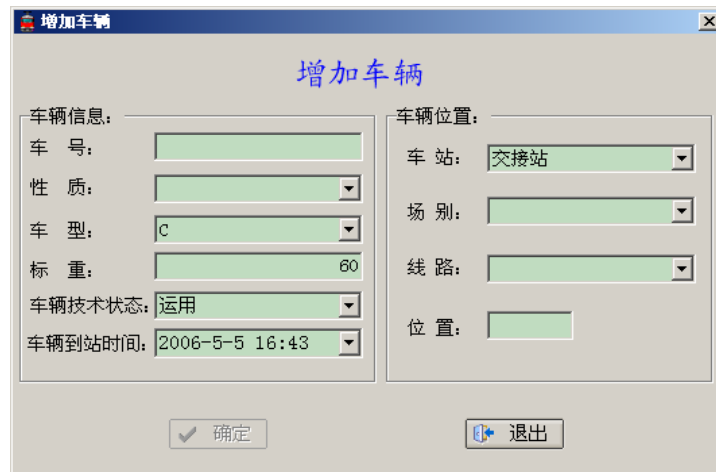 增加车辆
增加车辆
车辆信息：
车 号：
性 质：
车 型： C
标 重： 60
车辆技术状态： 运用
车辆到站时间： 2006-5-5 16:43
车辆位置：
车 站： 交接站
场 别：
线 路：
位 置：
确定
退出